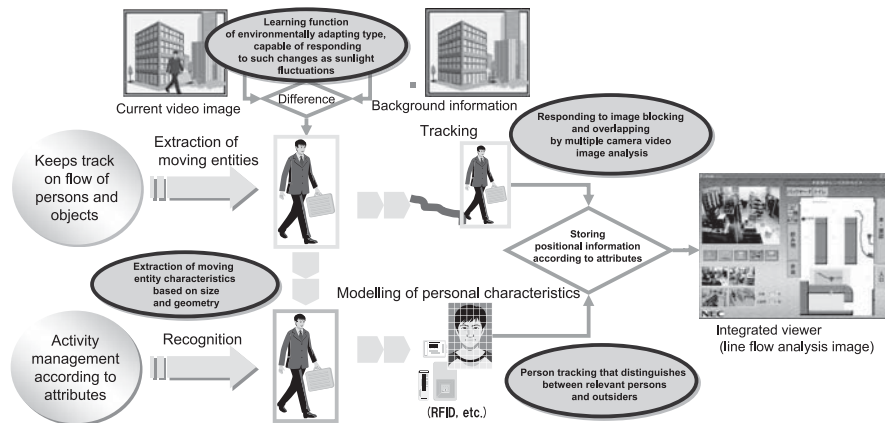 Learning function
of environmentally adapting type,
capable of responding
to such changes as sunlight
fluctuations
Current video image
Difference
Background information
Keeps track
on flow of
persons and
objects
Extraction of
moving entities
Tracking
Responding to image blocking
and overlapping
by multiple camera video
image analysis
Storing
positional information
according to attributes
Extraction of moving
entity characteristics
based on size
and geometry
Modelling of personal characteristics
Activity
management
according to
attributes
Recognition
(RFID, etc.)
Person tracking that distinguishes
between relevant persons
and outsiders
NEC
Integrated viewer
(line flow analysis image)